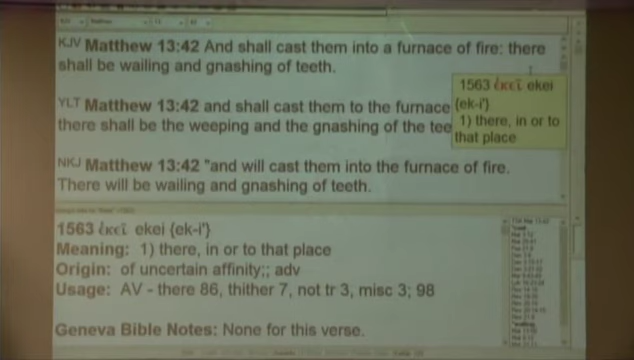 KJV Matthew 13:42 And shall cast them into a furnace of fire: there
shall be wailing and gnashing of teeth.
YLT Matthew 13:42 and shall cast them to the furnace
there shall be the weeping and the gnashing of the tee
1563 ἐκεῖ ekei
{ek-i'}
1) there, in or to
that place
NKJ Matthew 13:42 "and will cast them into the furnace of fire.
There will be wailing and gnashing of teeth.
1563 ἐκεῖ ekei {ek-i'}
Meaning: 1) there, in or to that place
Origin: of uncertain affinity;; adv
Usage: AV - there 86, thither 7, not tr 3, misc 3; 98
Geneva Bible Notes: None for this verse.